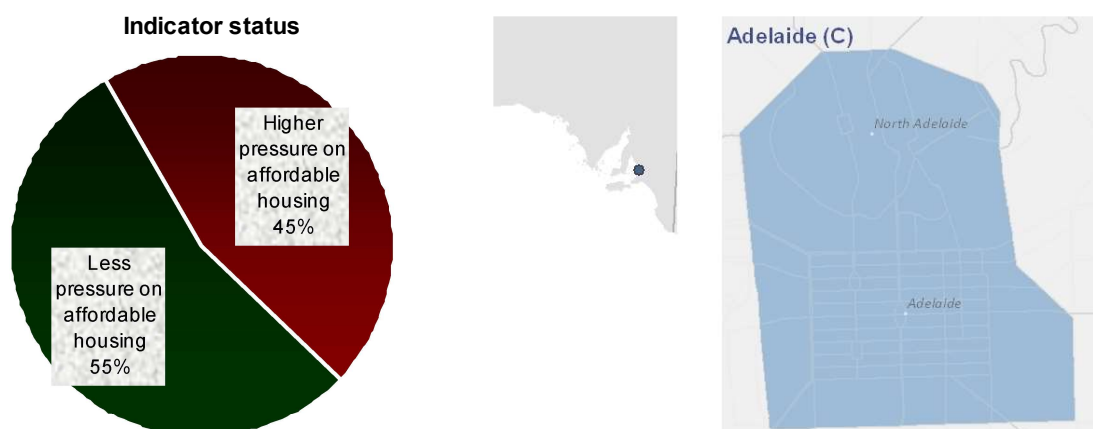 Indicator status
Higher
pressure on
affordable
housing
45%
Less
pressure on
affordable
housing
55%
Adelaide (C)
North Adelaide
Adelaide